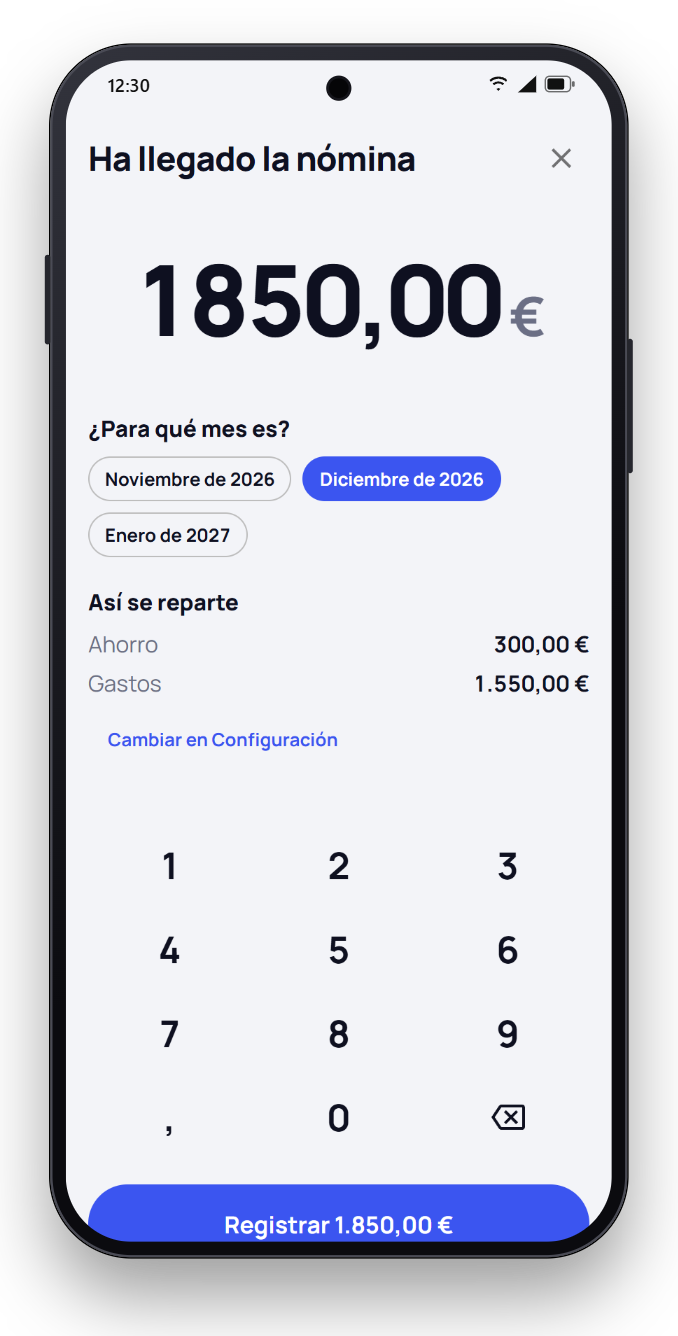 12:30
Ha llegado la nómina
1850,00 €
¿Para qué mes es?
Noviembre de 2026
Diciembre de 2026
Enero de 2027
Así se reparte
Ahorro 300,00 €
Gastos 1.550,00 €
Cambiar en Configuración
1 2 3
4 5 6
7 8 9
, 0
Registrar 1.850,00 €